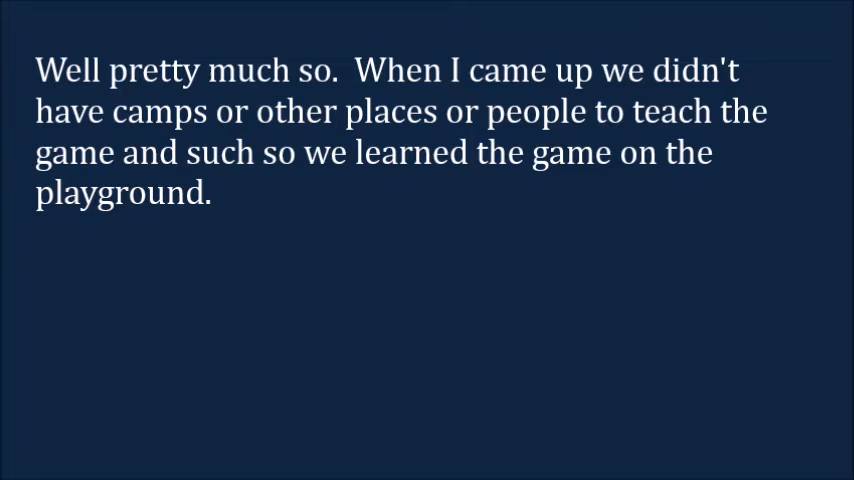 Well pretty much so.  When I came up we didn't
have camps or other places or people to teach the
game and such so we learned the game on the
playground.